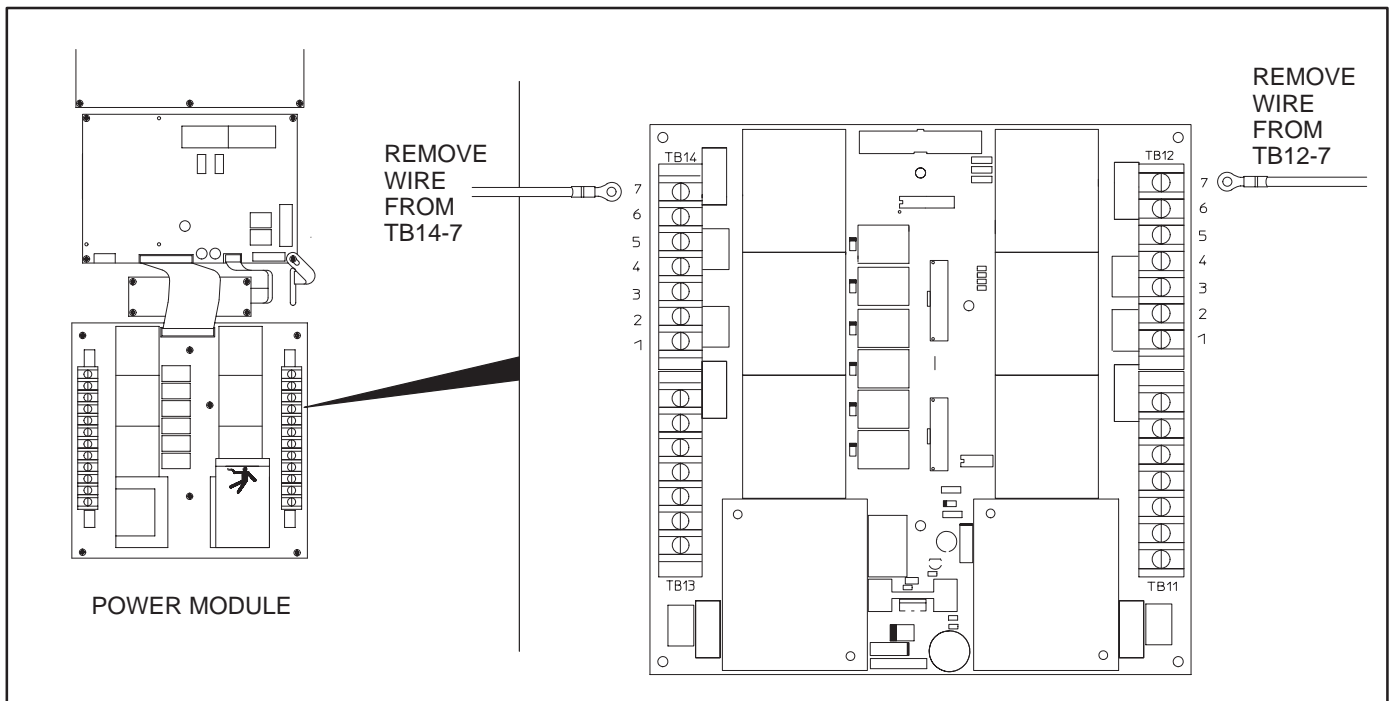 REMOVE
WIRE
FROM
TB14-7
REMOVE
WIRE
FROM
TB12-7
TB14
7
6
5
4
3
2
1
TB13
TB12
7
6
5
4
3
2
1
TB11
POWER MODULE